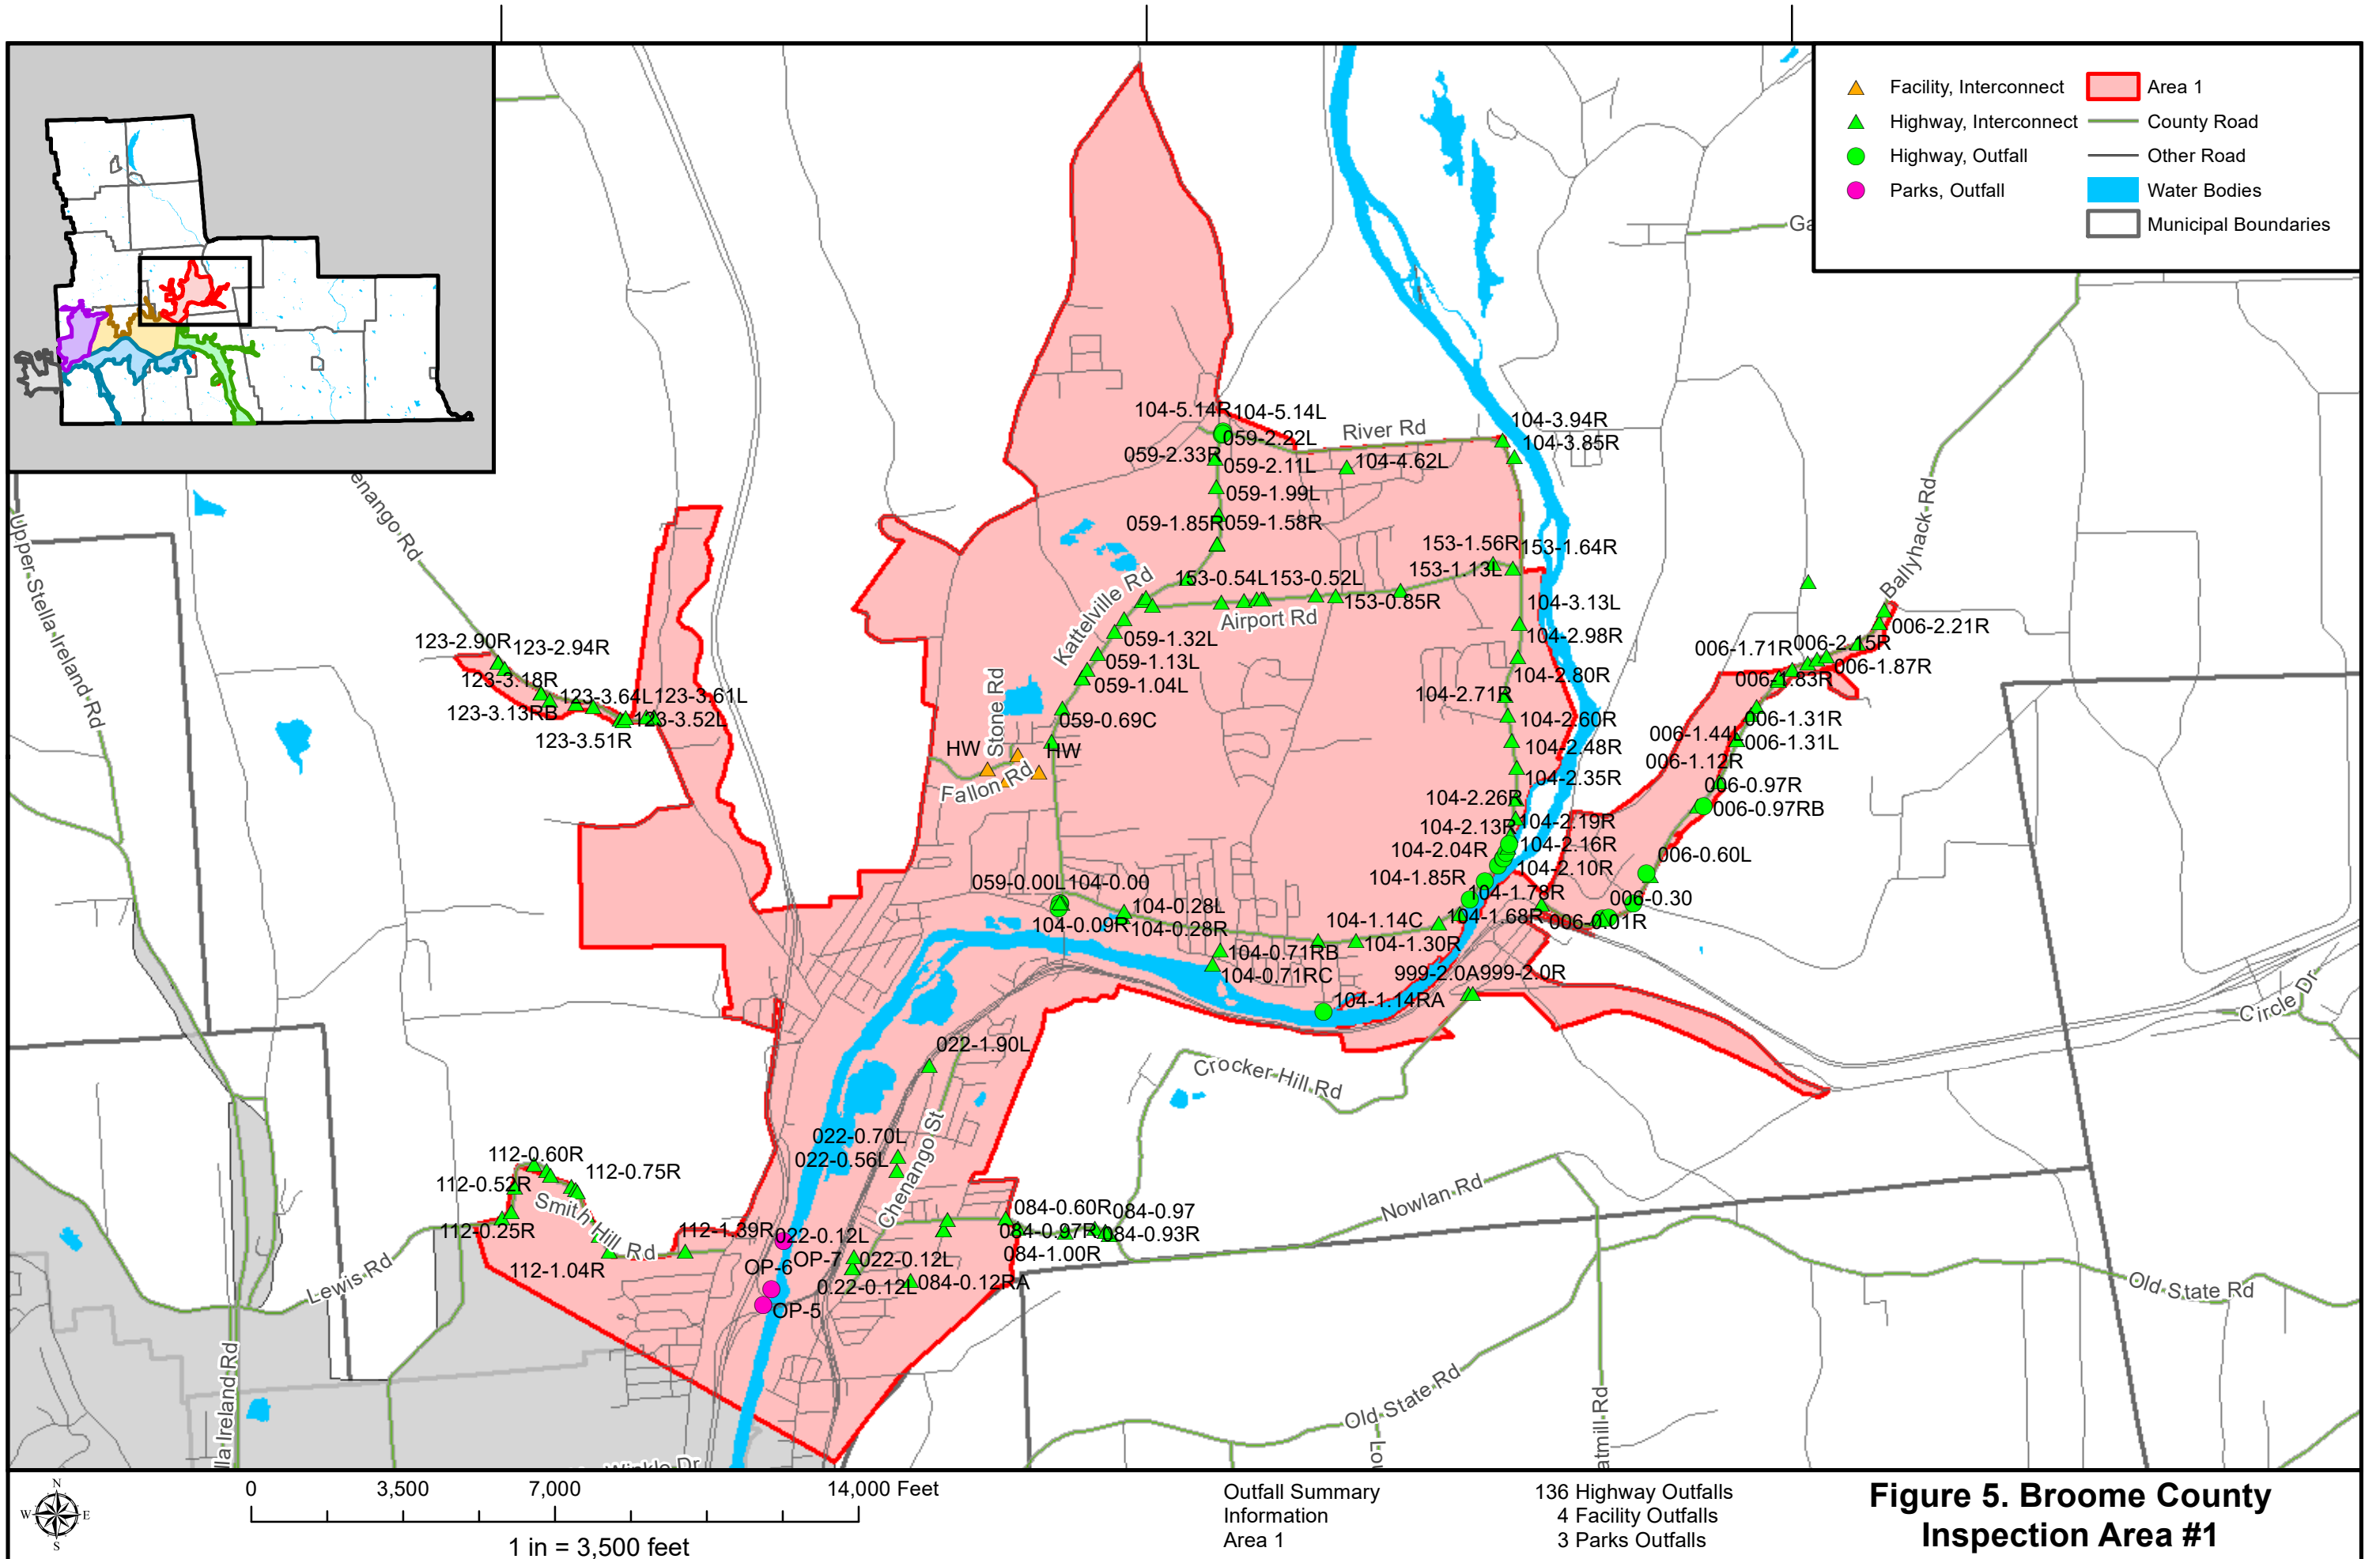 Facility, Interconnect
Highway, Interconnect
Highway, Outfall
Parks, Outfall
Area 1
County Road
Other Road
Water Bodies
Municipal Boundaries
104-5.14R
104-5.14L
059-2.22L
059-2.33R
059-2.11L
River Rd
104-4.62L
104-3.94R
104-3.85R
059-1.99L
059-1.85R
059-1.58R
153-1.56R
153-1.64R
153-1.13L
153-0.54L
153-0.52L
153-0.85R
Airport Rd
Kattelville Rd
Ballyhack Rd
enango Rd
Upper Stella Ireland Rd
104-3.13L
104-2.98R
104-2.80R
104-2.71R
104-2.60R
104-2.48R
104-2.35R
104-2.26R
104-2.19R
104-2.13R
104-2.16R
104-2.04R
104-2.10R
104-1.85R
104-1.78R
104-1.68R
059-1.32L
059-1.13L
059-1.04L
059-0.69C
Stone Rd
HW
HW
Fallon Rd
123-2.90R
123-2.94R
123-3.18R
123-3.64L
123-3.61L
123-3.13RB
123-3.52L
123-3.51R
006-2.21R
006-1.71R
006-2.15R
006-1.87R
006-1.83R
006-1.31R
006-1.44L
006-1.31L
006-1.12R
006-0.97R
006-0.97RB
006-0.60L
006-0.30
006-0.01R
059-0.00L
104-0.00
104-0.28L
104-0.09R
104-0.28R
104-1.14C
104-1.30R
104-0.71RB
104-0.71RC
999-2.0A
999-2.0R
104-1.14RA
Circle Dr
Crocker Hill Rd
022-1.90L
Chenango St
022-0.70L
022-0.56L
112-0.60R
112-0.75R
112-0.52R
112-0.25R
Smith Hill Rd
112-1.39R
112-1.04R
Lewis Rd
022-0.12L
OP-6
OP-7
022-0.12L
022-0.12L
OP-5
084-0.12RA
084-0.60R
084-0.97
084-0.97R
084-0.93R
084-1.00R
Nowlan Rd
Old State Rd
Old State Rd
atmill Rd
lla Ireland Rd
N
W
E
S
0
3,500
7,000
14,000 Feet
1 in = 3,500 feet
Outfall Summary
Information
Area 1
136 Highway Outfalls
4 Facility Outfalls
3 Parks Outfalls
Figure 5. Broome County
Inspection Area #1